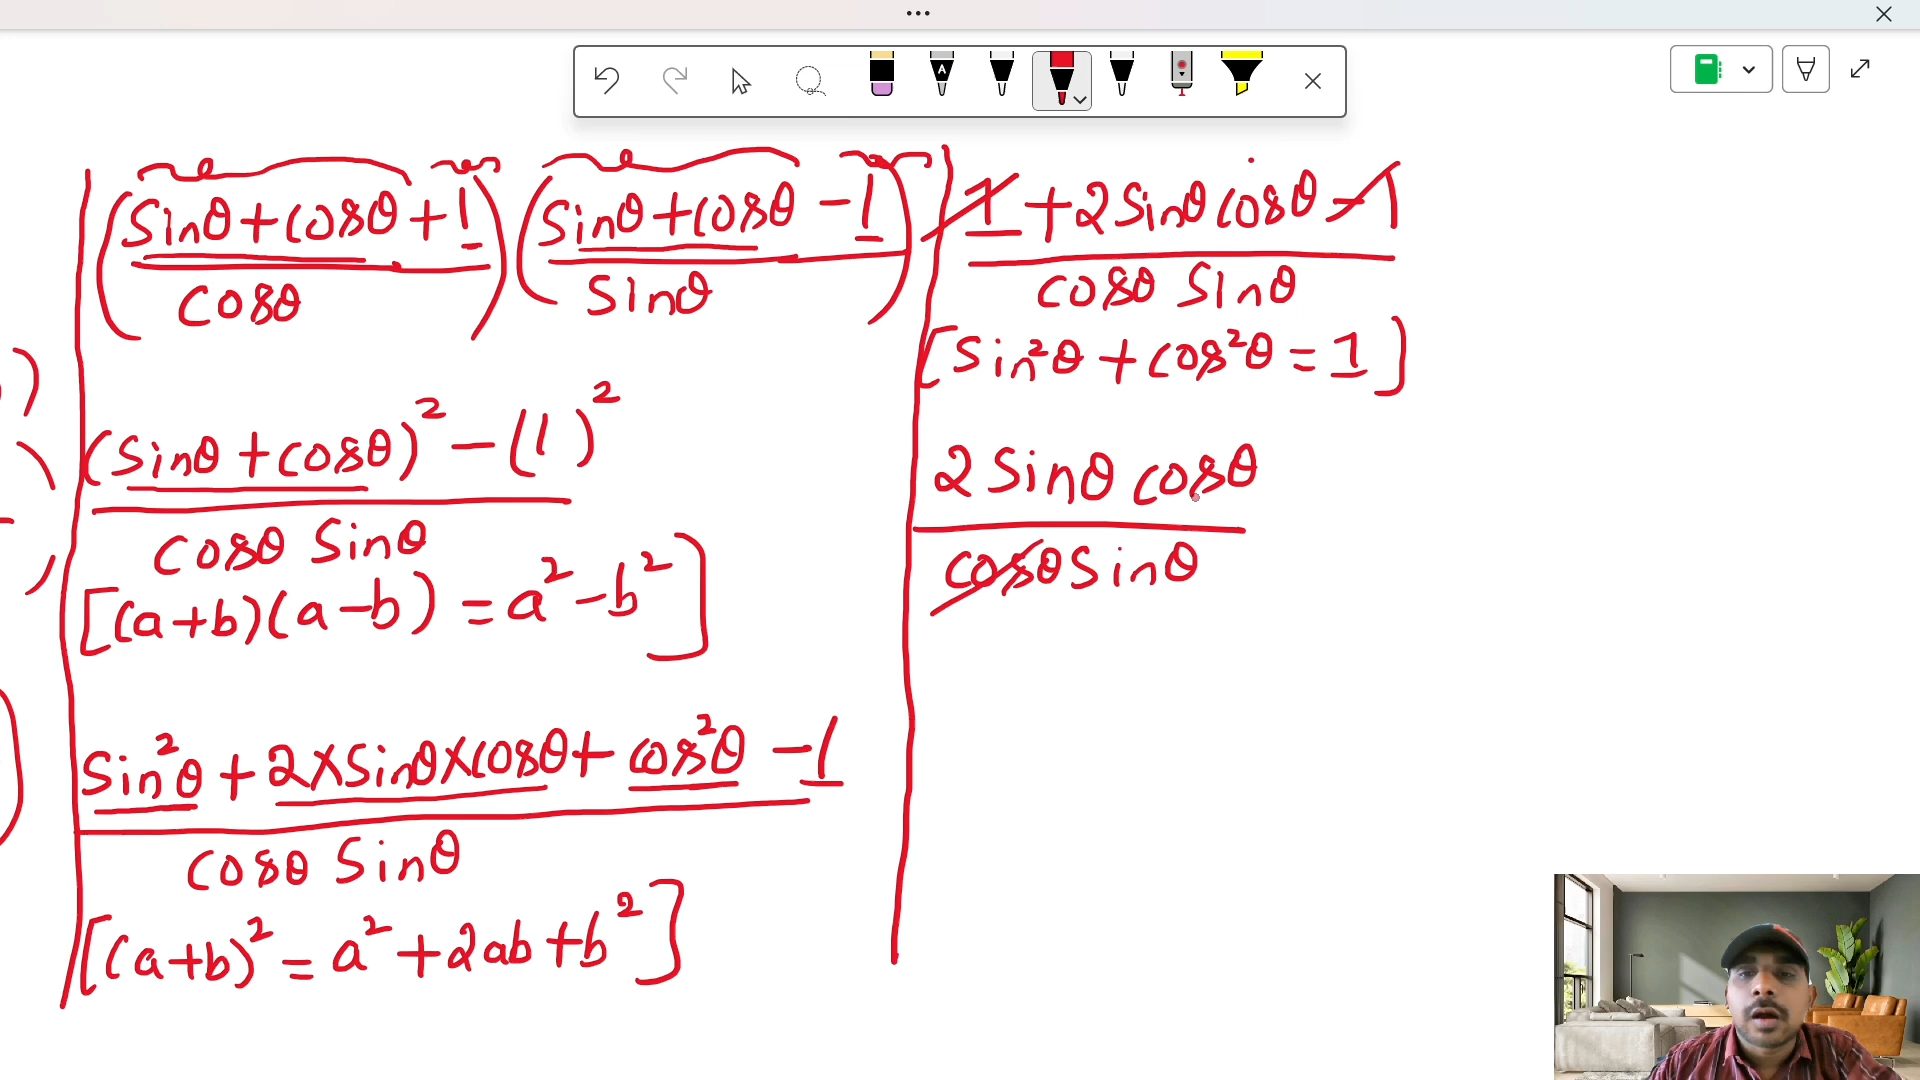 (sinθ+cosθ+1 / cosθ) (sinθ+cosθ -1 / sinθ)
(sinθ+cosθ)² - (1)² / cosθ sinθ
[(a+b)(a-b) = a²-b²]
sin²θ + 2×sinθ×cosθ + cos²θ -1 / cosθ sinθ
[(a+b)² = a²+2ab+b²]
1 + 2sinθ cosθ - 1 / cosθ sinθ
[sin²θ + cos²θ = 1]
2 sinθ cosθ / cosθ sinθ